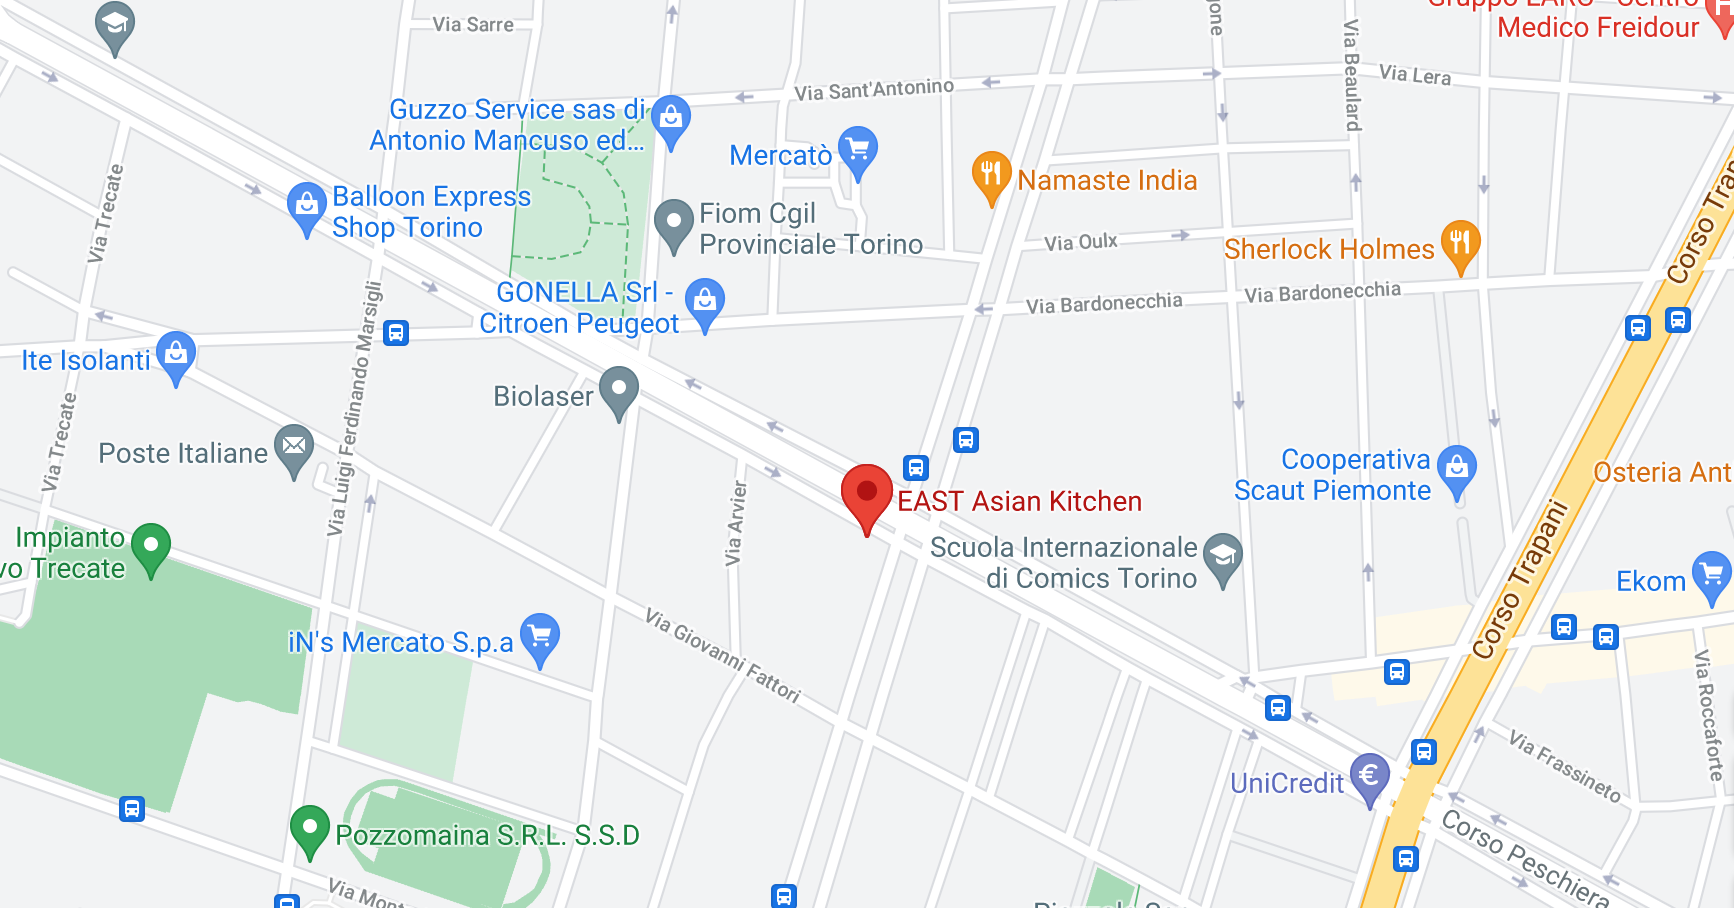 Via Sarre
Gruppo LARC - Centro
Medico Freidour
Via Beaulard
Via Lera
Via Sant'Antonino
Guzzo Service sas di
Antonio Mancuso ed...
Mercatò
Via Trecate
Balloon Express
Shop Torino
Namaste India
Fiom Cgil
Provinciale Torino
Via Oulx
Sherlock Holmes
Corso Trap
GONELLA Srl -
Citroen Peugeot
Via Bardonecchia
Via Bardonecchia
Ite Isolanti
Via Luigi Ferdinando Marsigli
Biolaser
Via Trecate
Poste Italiane
Via Arvier
EAST Asian Kitchen
Cooperativa
Scaut Piemonte
Osteria Ant
Impianto
vo Trecate
Scuola Internazionale
di Comics Torino
Corso Trapani
Ekom
iN's Mercato S.p.a
Via Giovanni Fattori
Via Roccaforte
Via Frassineto
UniCredit
€
Pozzomaina S.R.L. S.S.D
Corso Peschiera
Via Mont